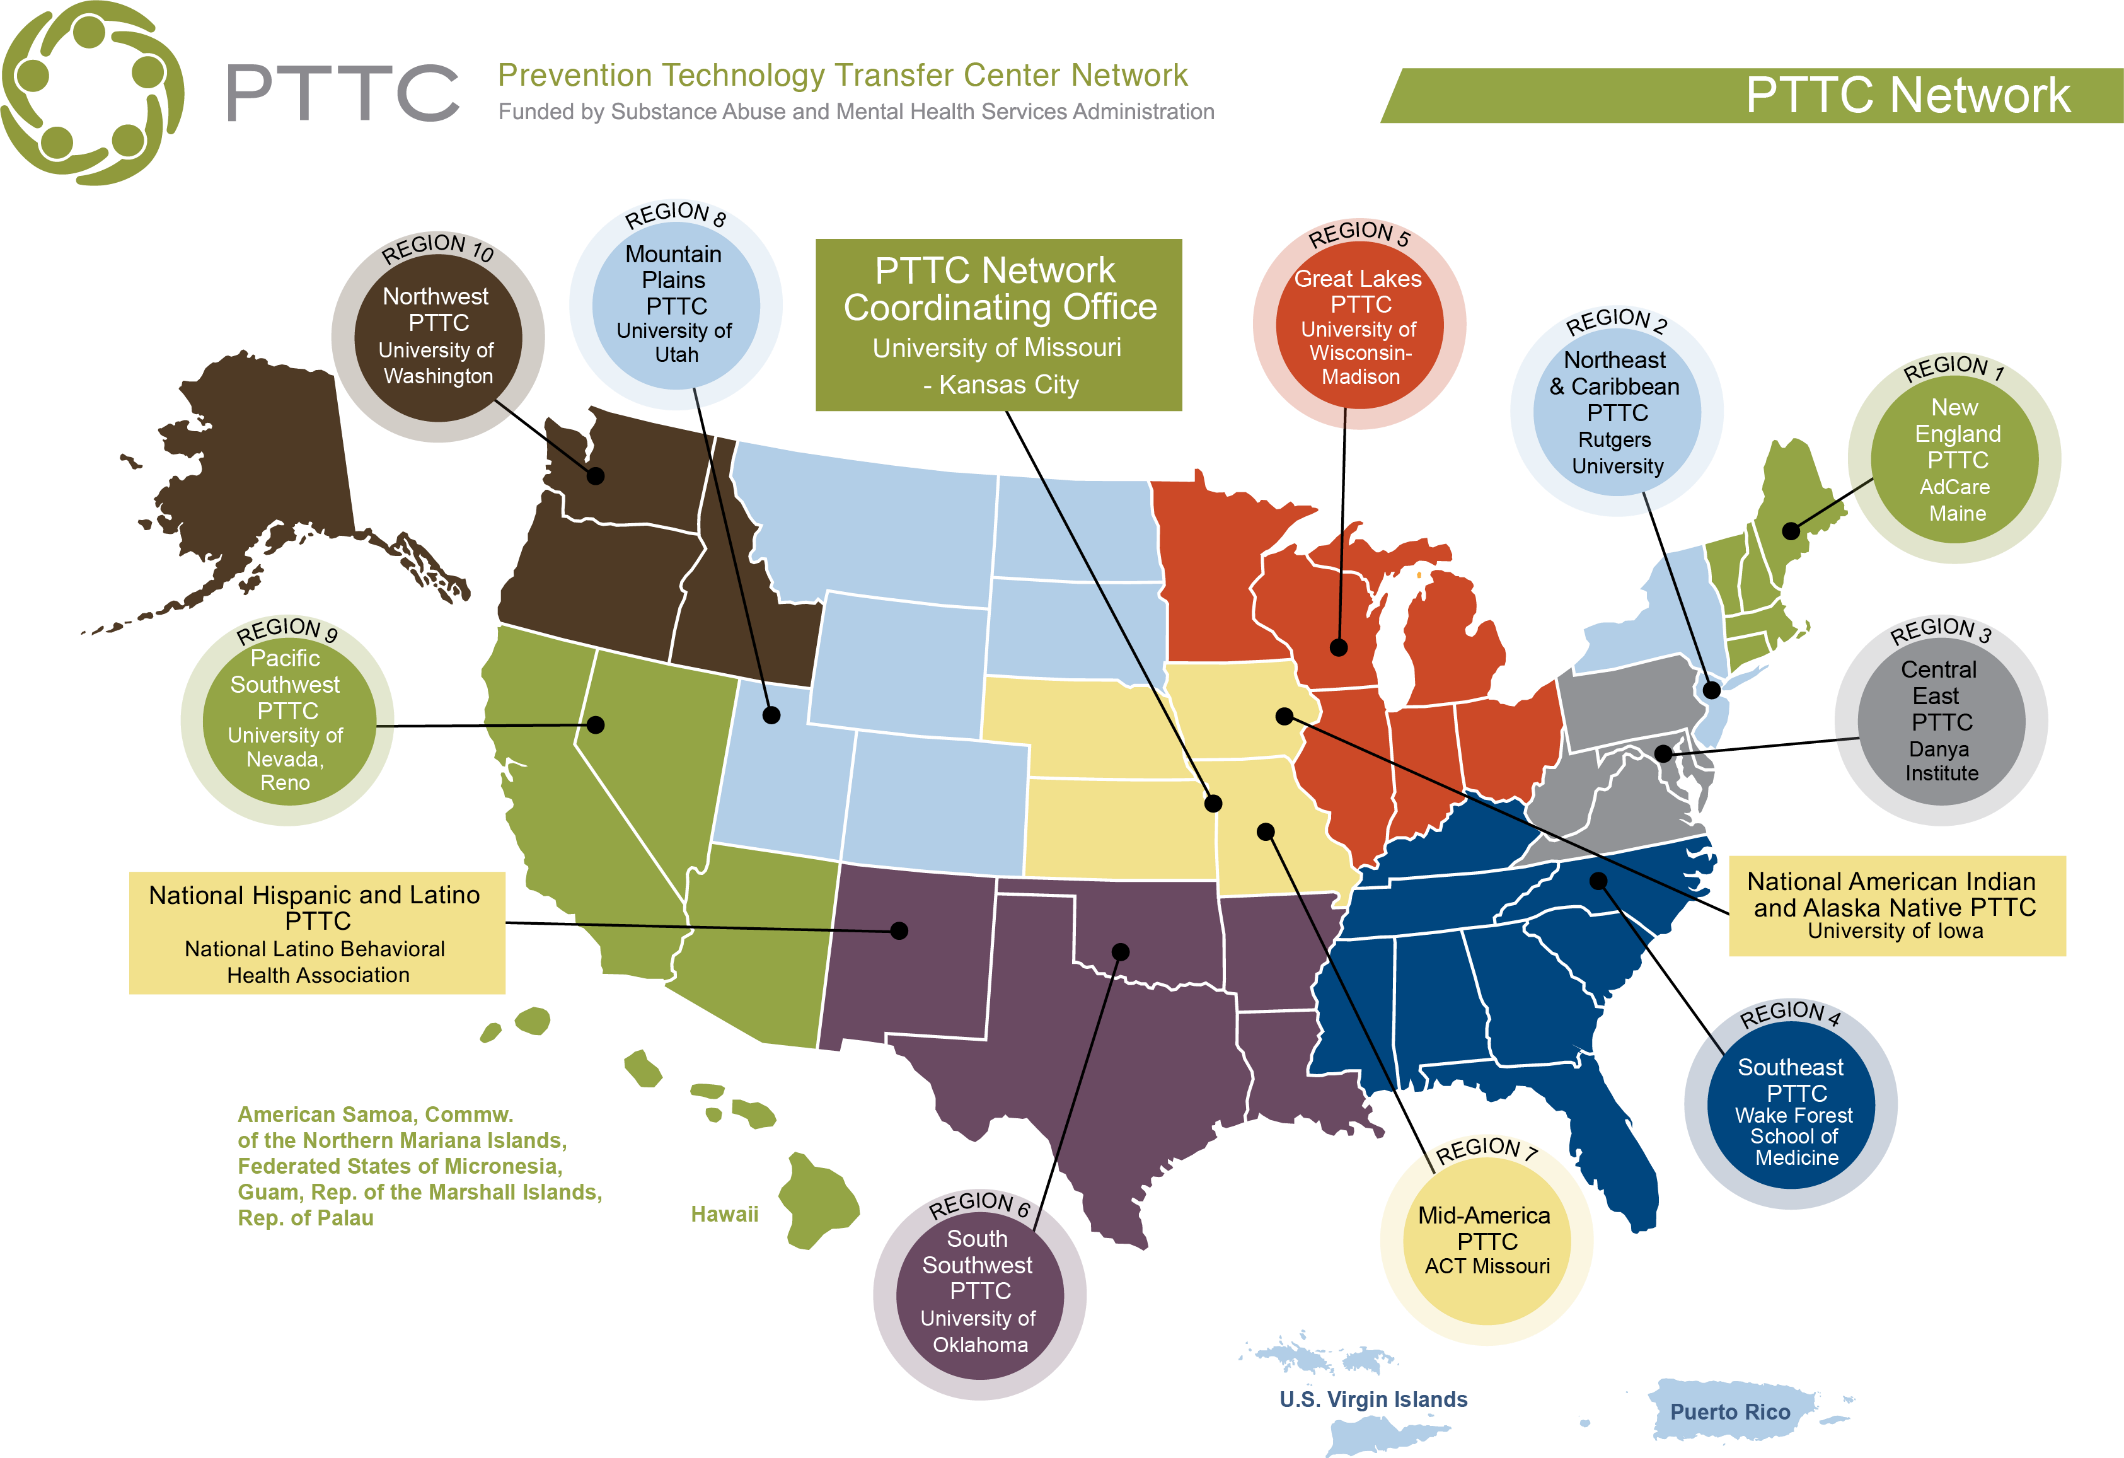 PTTC
Prevention Technology Transfer Center Network
Funded by Substance Abuse and Mental Health Services Administration
PTTC Network
REGION 10
Northwest
PTTC
University of
Washington
REGION 8
Mountain
Plains
PTTC
University of
Utah
PTTC Network
Coordinating Office
University of Missouri
- Kansas City
REGION 5
Great Lakes
PTTC
University of
Wisconsin-
Madison
REGION 2
Northeast
& Caribbean
PTTC
Rutgers
University
REGION 1
New
England
PTTC
AdCare
Maine
REGION 9
Pacific
Southwest
PTTC
University of
Nevada,
Reno
REGION 3
Central
East
PTTC
Danya
Institute
National Hispanic and Latino
PTTC
National Latino Behavioral
Health Association
National American Indian
and Alaska Native PTTC
University of Iowa
REGION 4
Southeast
PTTC
Wake Forest
School of
Medicine
American Samoa, Commw.
of the Northern Mariana Islands,
Federated States of Micronesia,
Guam, Rep. of the Marshall Islands,
Rep. of Palau
Hawaii
REGION 6
South
Southwest
PTTC
University of
Oklahoma
REGION 7
Mid-America
PTTC
ACT Missouri
U.S. Virgin Islands
Puerto Rico